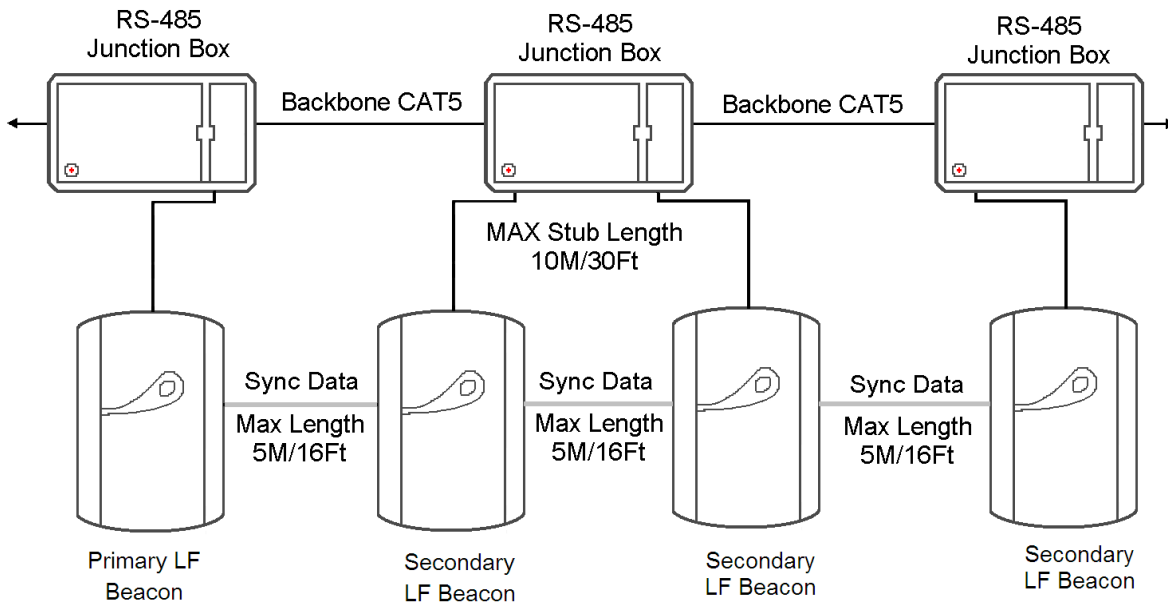 RS-485
Junction Box
RS-485
Junction Box
RS-485
Junction Box
Backbone CAT5
Backbone CAT5
MAX Stub Length
10M/30Ft
Sync Data
Max Length
5M/16Ft
Sync Data
Max Length
5M/16Ft
Sync Data
Max Length
5M/16Ft
Primary LF
Beacon
Secondary
LF Beacon
Secondary
LF Beacon
Secondary
LF Beacon